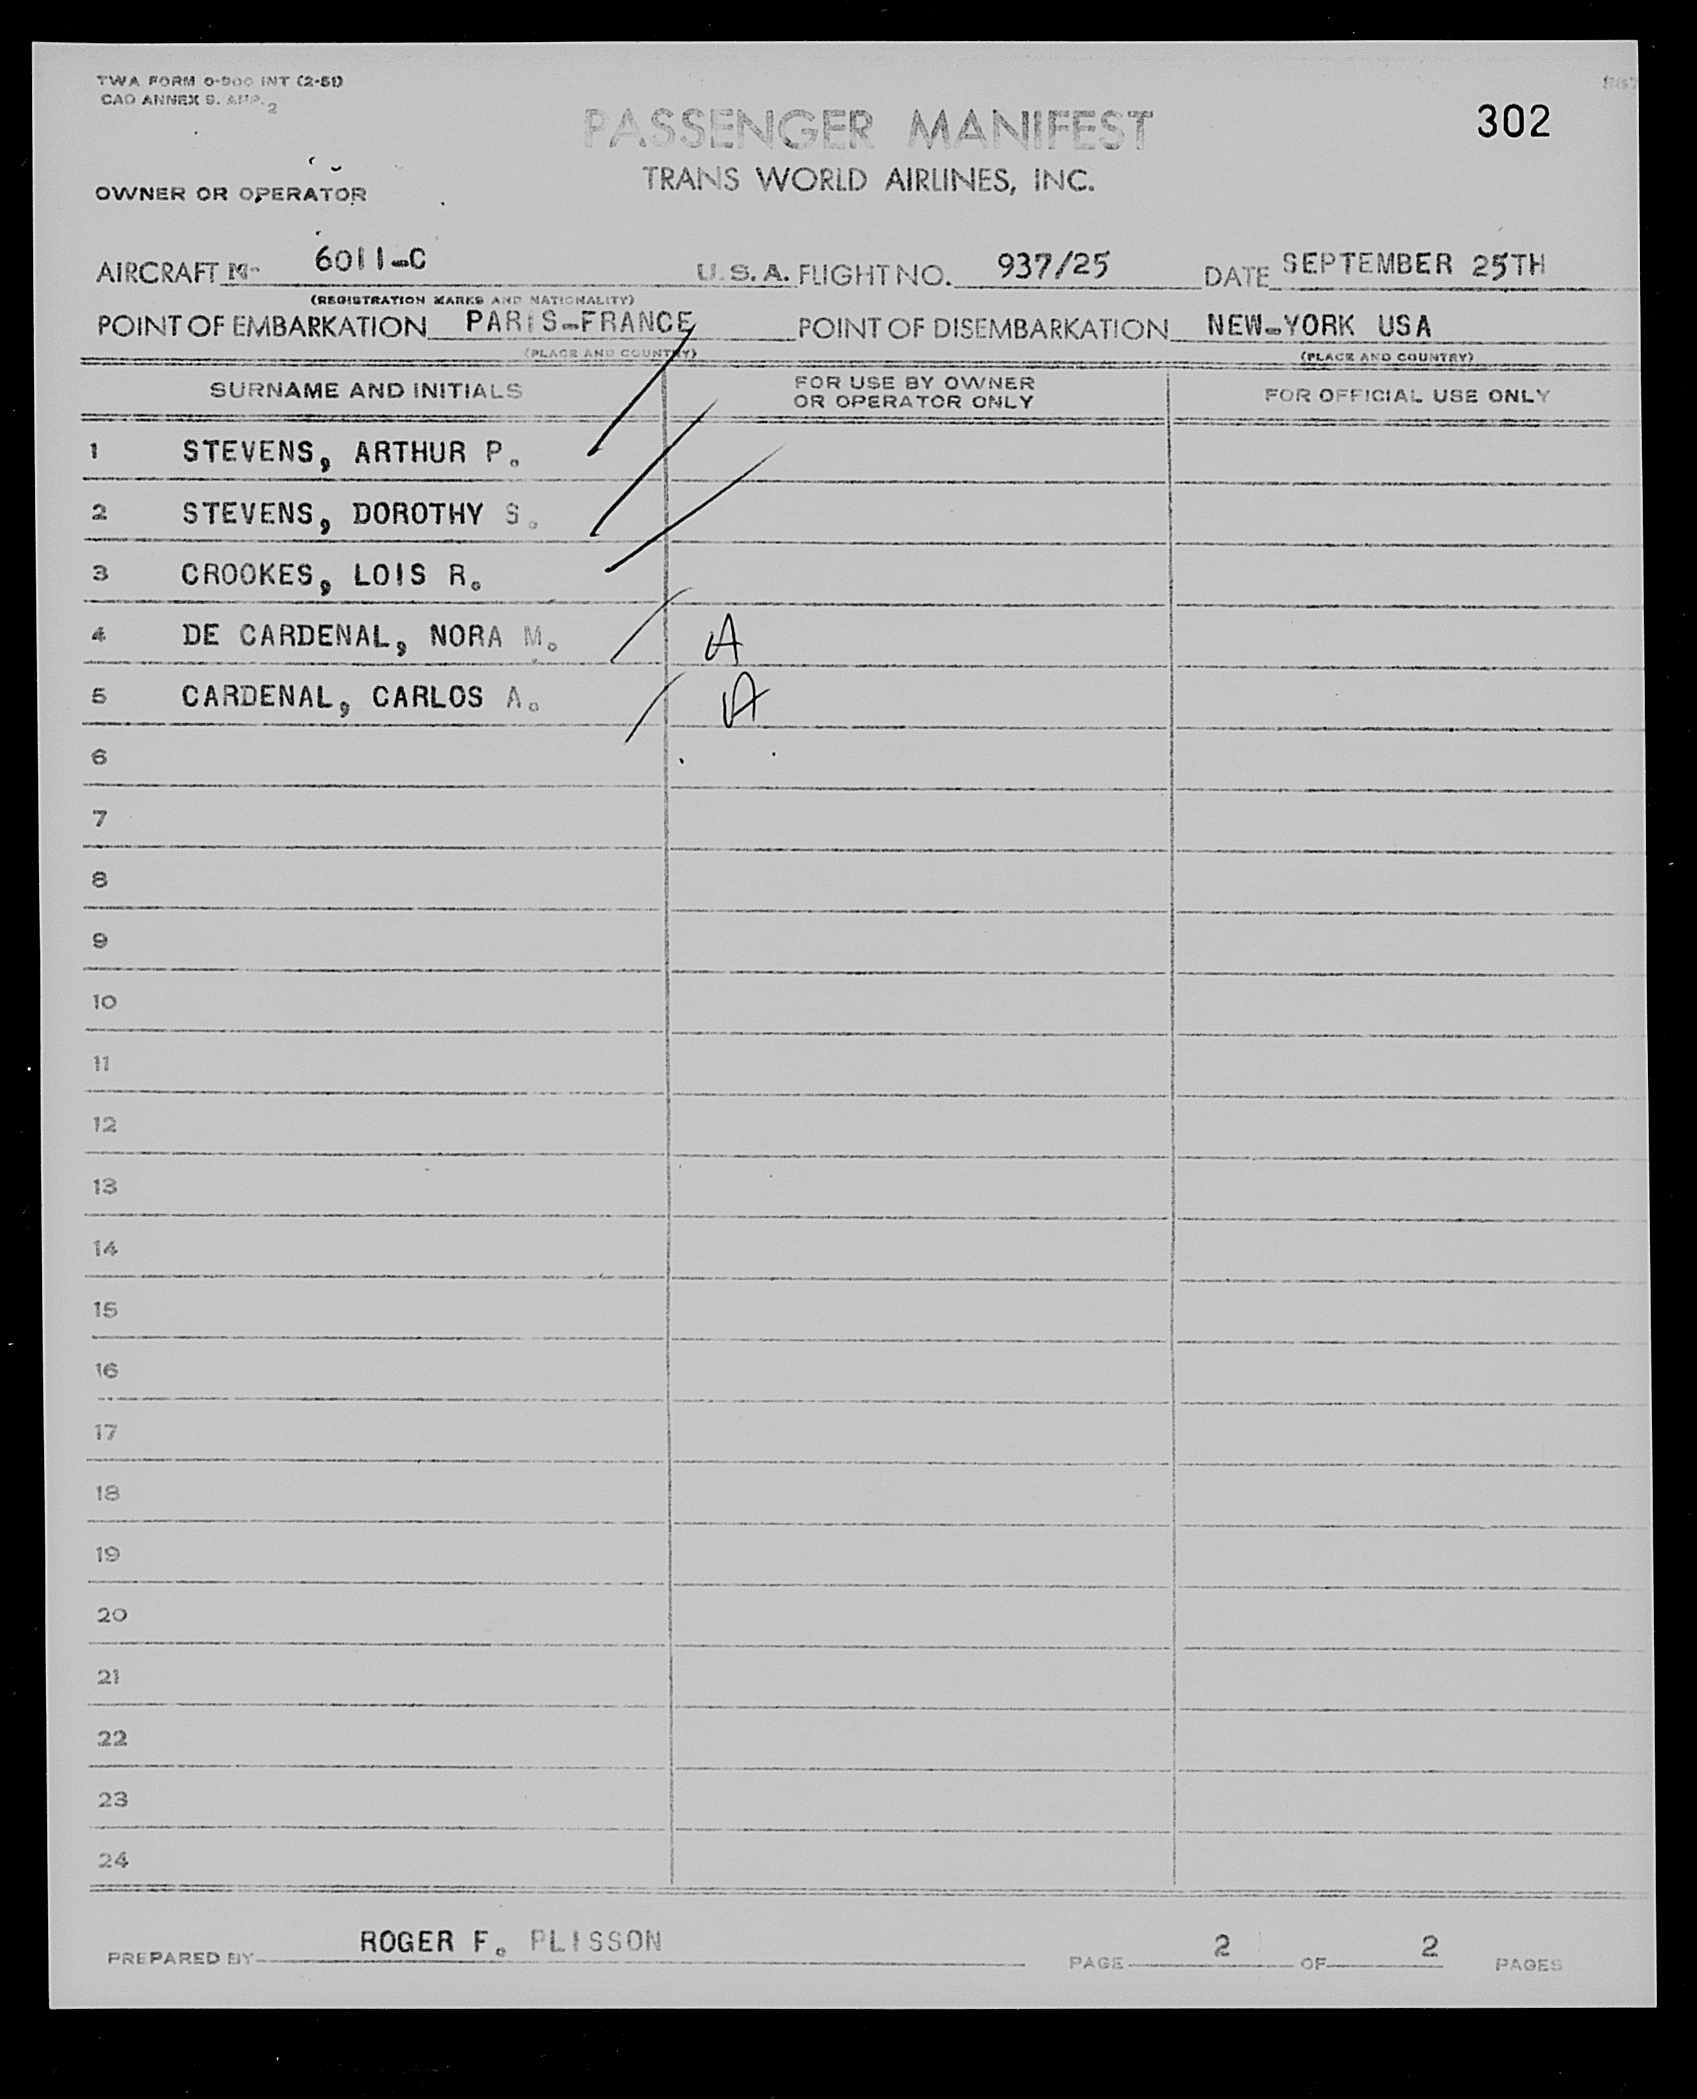 TWA FORM 0-900 INT (2-51)
CAO ANNEX 9. APP. 2
PASSENGER MANIFEST
302
TRANS WORLD AIRLINES, INC.
OWNER OR OPERATOR
AIRCRAFT 6011-C U.S.A. FLIGHT NO. 937/25 DATE SEPTEMBER 25TH
(REGISTRATION MARKS AND NATIONALITY)
POINT OF EMBARKATION PARIS-FRANCE POINT OF DISEMBARKATION NEW-YORK USA
(PLACE AND COUNTRY) (PLACE AND COUNTRY)
SURNAME AND INITIALS FOR USE BY OWNER OR OPERATOR ONLY FOR OFFICIAL USE ONLY
1 STEVENS, ARTHUR P.
2 STEVENS, DOROTHY S.
3 CROOKES, LOIS R.
4 DE CARDENAL, NORA M. A
5 CARDENAL, CARLOS A. A
6
7
8
9
10
11
12
13
14
15
16
17
18
19
20
21
22
23
24
PREPARED BY ROGER F. PLISSON PAGE 2 OF 2 PAGES